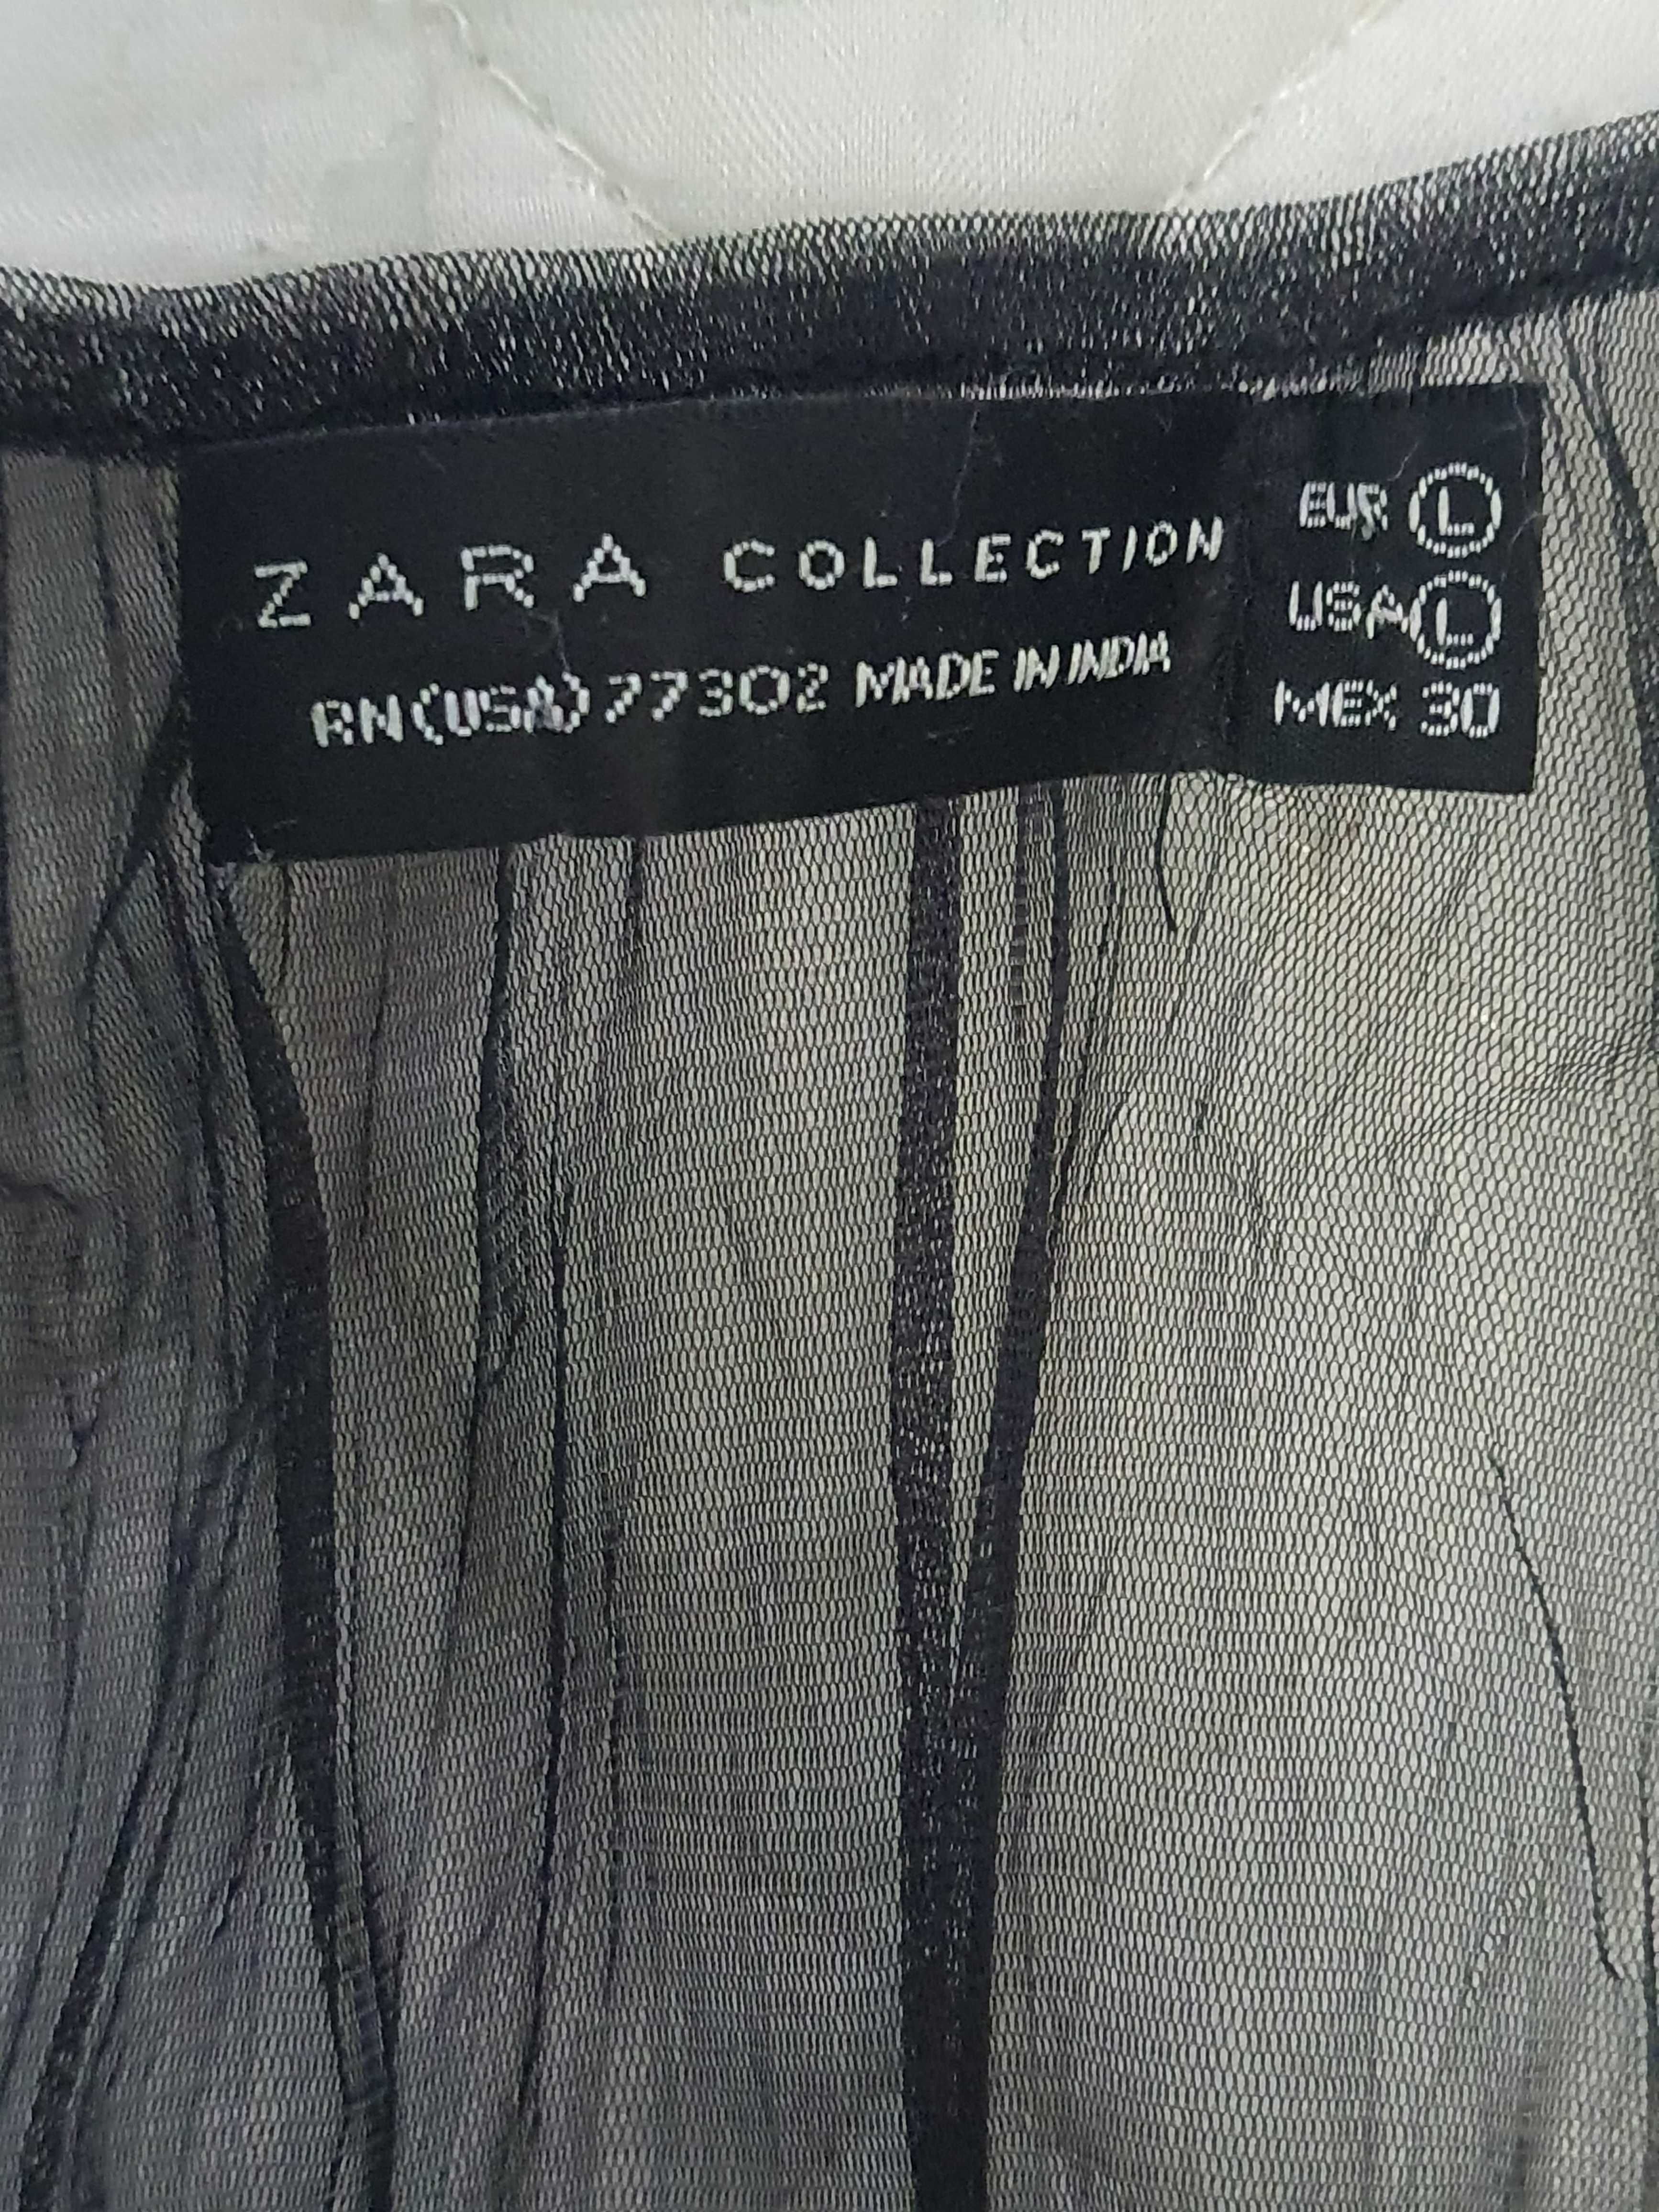 ZARA COLLECTION
RN(USA)77302 MADE IN INDIA
EUR L
USA L
MEX 30